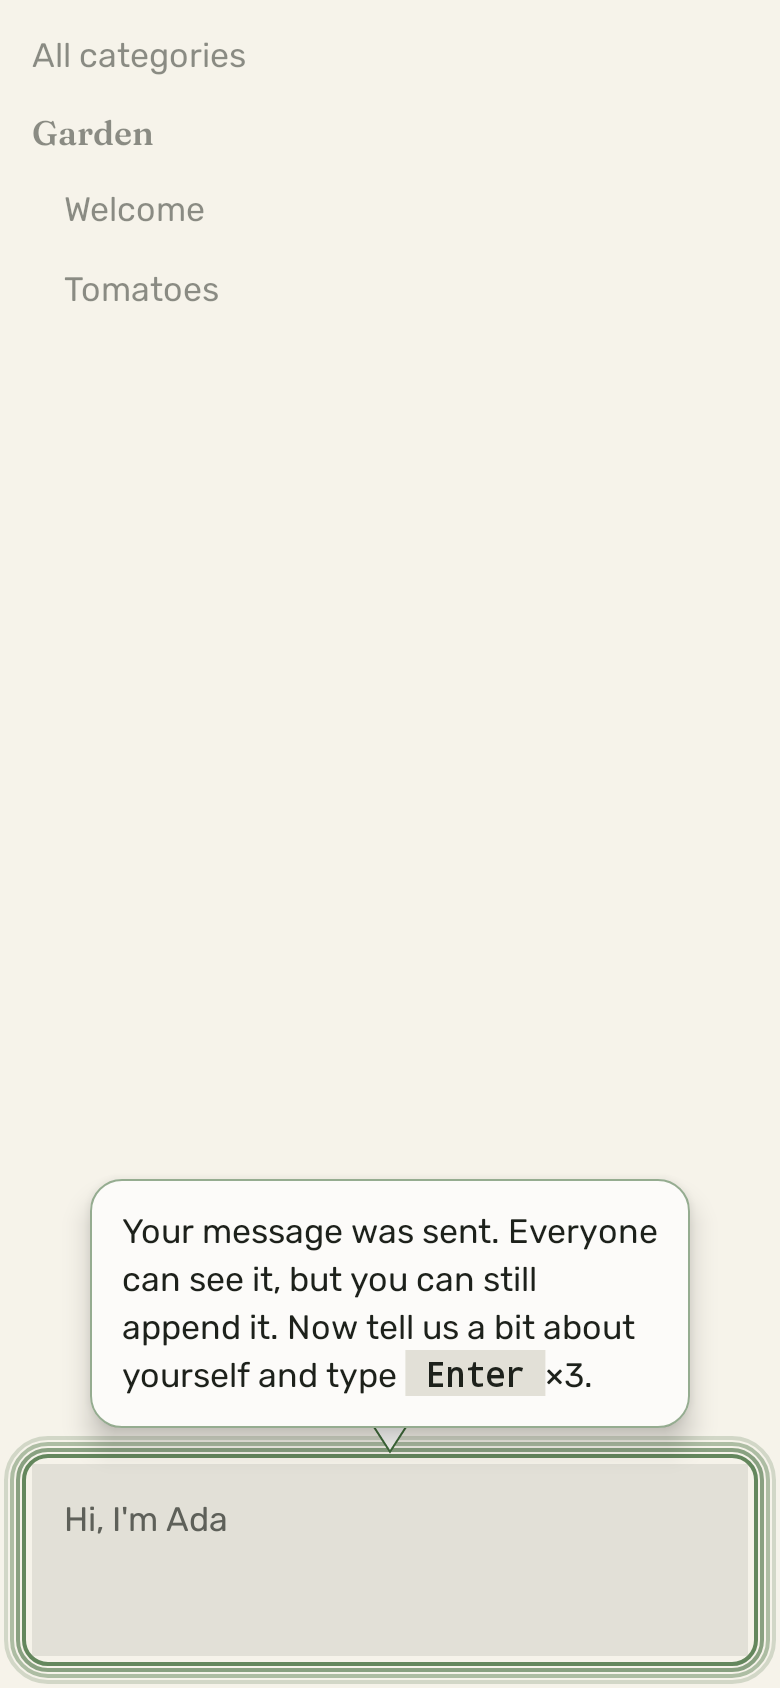 All categories
Garden
Welcome
Tomatoes
Your message was sent. Everyone
can see it, but you can still
append it. Now tell us a bit about
yourself and type Enter ×3.
Hi, I'm Ada